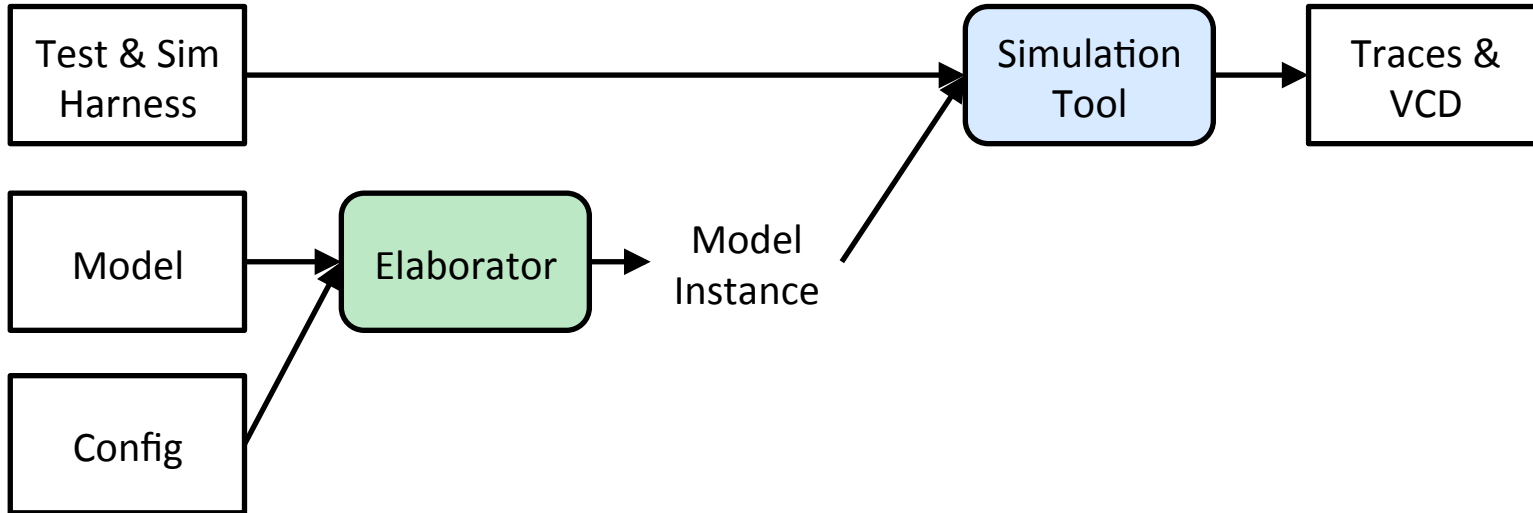 Test & Sim
Harness
Simulation
Tool
Traces &
VCD
Model
Elaborator
Model
Instance
Config